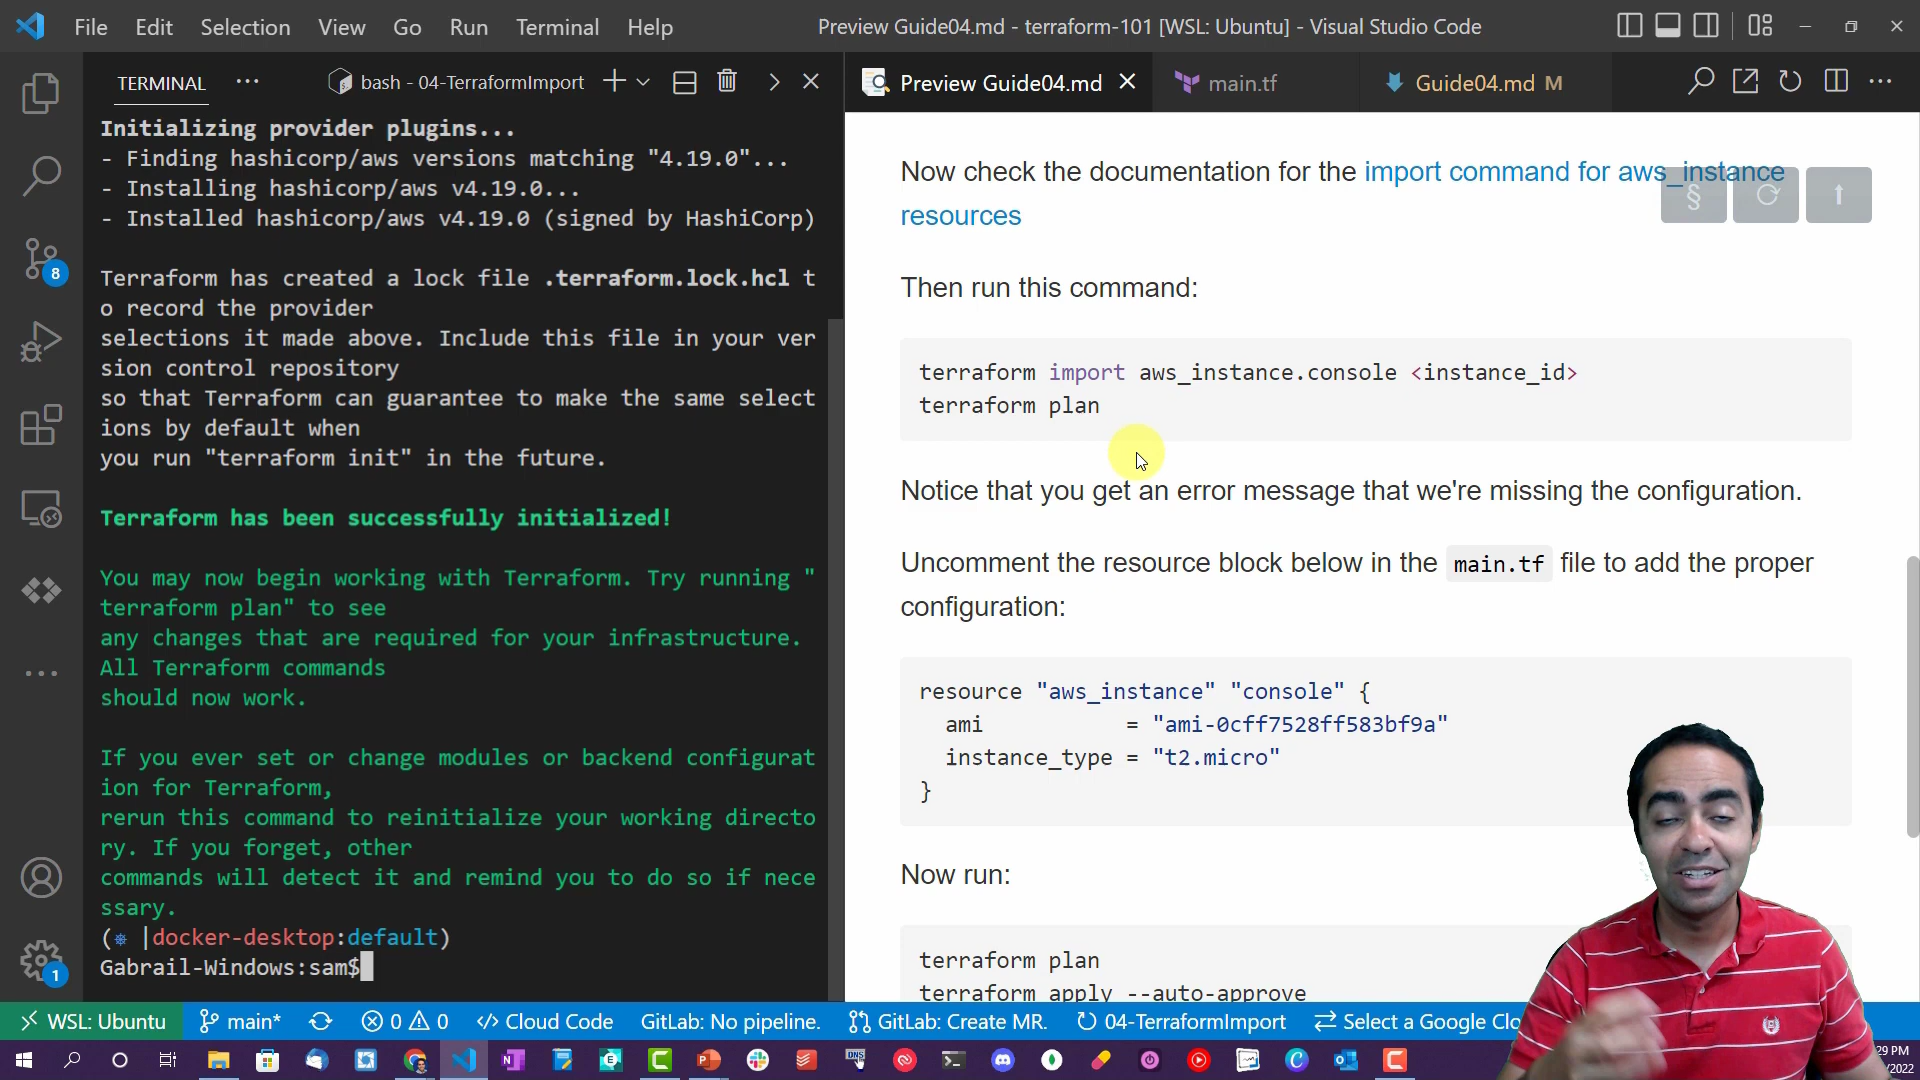 File Edit Selection View Go Run Terminal Help
Preview Guide04.md - terraform-101 [WSL: Ubuntu] - Visual Studio Code
TERMINAL
bash - 04-TerraformImport
Initializing provider plugins...
- Finding hashicorp/aws versions matching "4.19.0"...
- Installing hashicorp/aws v4.19.0...
- Installed hashicorp/aws v4.19.0 (signed by HashiCorp)
Terraform has created a lock file .terraform.lock.hcl t
o record the provider
selections it made above. Include this file in your ver
sion control repository
so that Terraform can guarantee to make the same select
ions by default when
you run "terraform init" in the future.
Terraform has been successfully initialized!
You may now begin working with Terraform. Try running "
terraform plan" to see
any changes that are required for your infrastructure.
All Terraform commands
should now work.
If you ever set or change modules or backend configurat
ion for Terraform,
rerun this command to reinitialize your working directo
ry. If you forget, other
commands will detect it and remind you to do so if nece
ssary.
(⎈ |docker-desktop:default)
Gabrail-Windows:sam$
8
1
Preview Guide04.md
main.tf
Guide04.md M
Now check the documentation for the import command for aws_instance
resources
§
Then run this command:
terraform import aws_instance.console <instance_id>
terraform plan
Notice that you get an error message that we're missing the configuration.
Uncomment the resource block below in the main.tf file to add the proper
configuration:
resource "aws_instance" "console" {
ami = "ami-0cff7528ff583bf9a"
instance_type = "t2.micro"
}
Now run:
terraform plan
terraform apply --auto-approve
WSL: Ubuntu
main*
0
0
Cloud Code
GitLab: No pipeline.
GitLab: Create MR.
04-TerraformImport
Select a Google Clo
DNS
29 PM
/2022